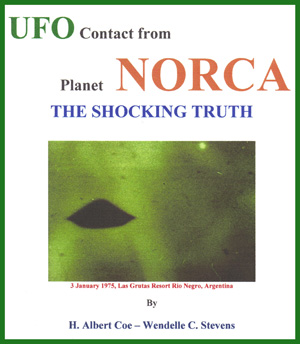 UFO Contact from
Planet NORCA
THE SHOCKING TRUTH
3 January 1975, Las Grutas Resort Rio Negro, Argentina
By
H. Albert Coe – Wendelle C. Stevens